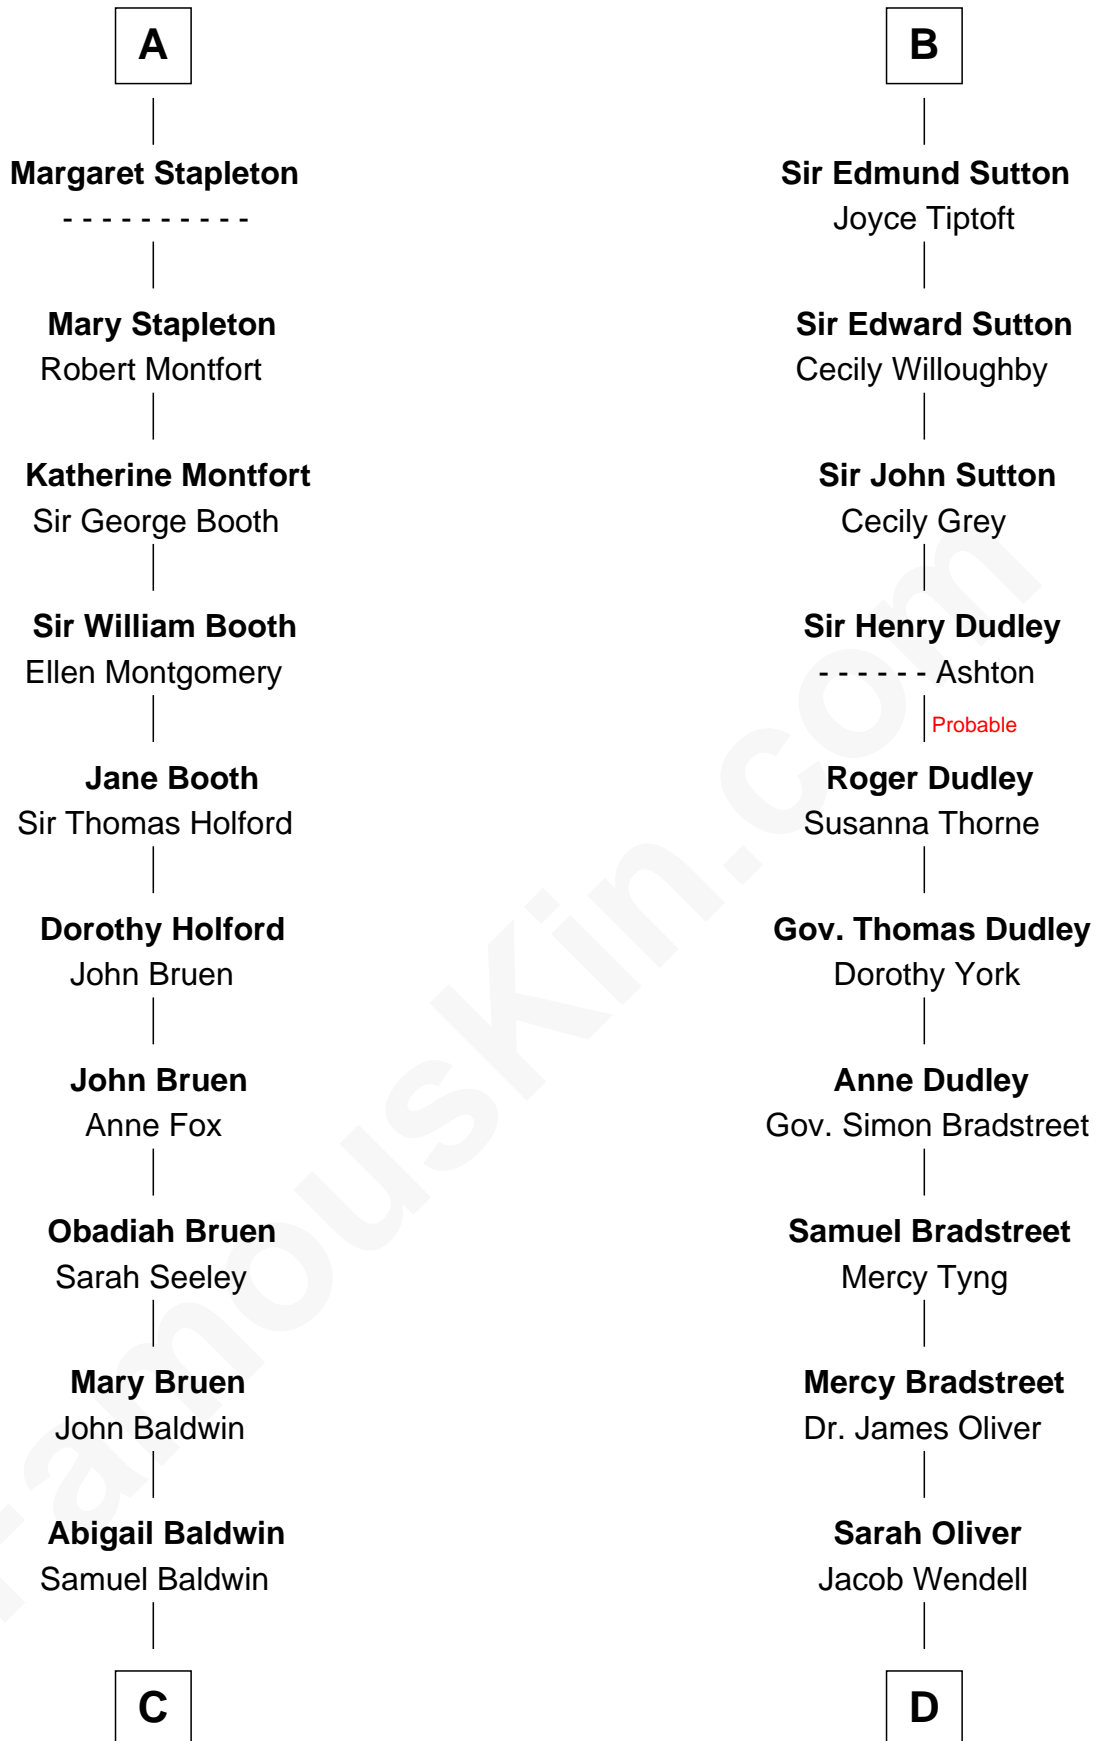 A
Margaret Stapleton
- - - - - - - - - -
Mary Stapleton
Robert Montfort
Katherine Montfort
Sir George Booth
Sir William Booth
Ellen Montgomery
Jane Booth
Sir Thomas Holford
Dorothy Holford
John Bruen
John Bruen
Anne Fox
Obadiah Bruen
Sarah Seeley
Mary Bruen
John Baldwin
Abigail Baldwin
Samuel Baldwin
C
B
Sir Edmund Sutton
Joyce Tiptoft
Sir Edward Sutton
Cecily Willoughby
Sir John Sutton
Cecily Grey
Sir Henry Dudley
- - - - - - Ashton
Probable
Roger Dudley
Susanna Thorne
Gov. Thomas Dudley
Dorothy York
Anne Dudley
Gov. Simon Bradstreet
Samuel Bradstreet
Mercy Tyng
Mercy Bradstreet
Dr. James Oliver
Sarah Oliver
Jacob Wendell
D
FamousKin.com